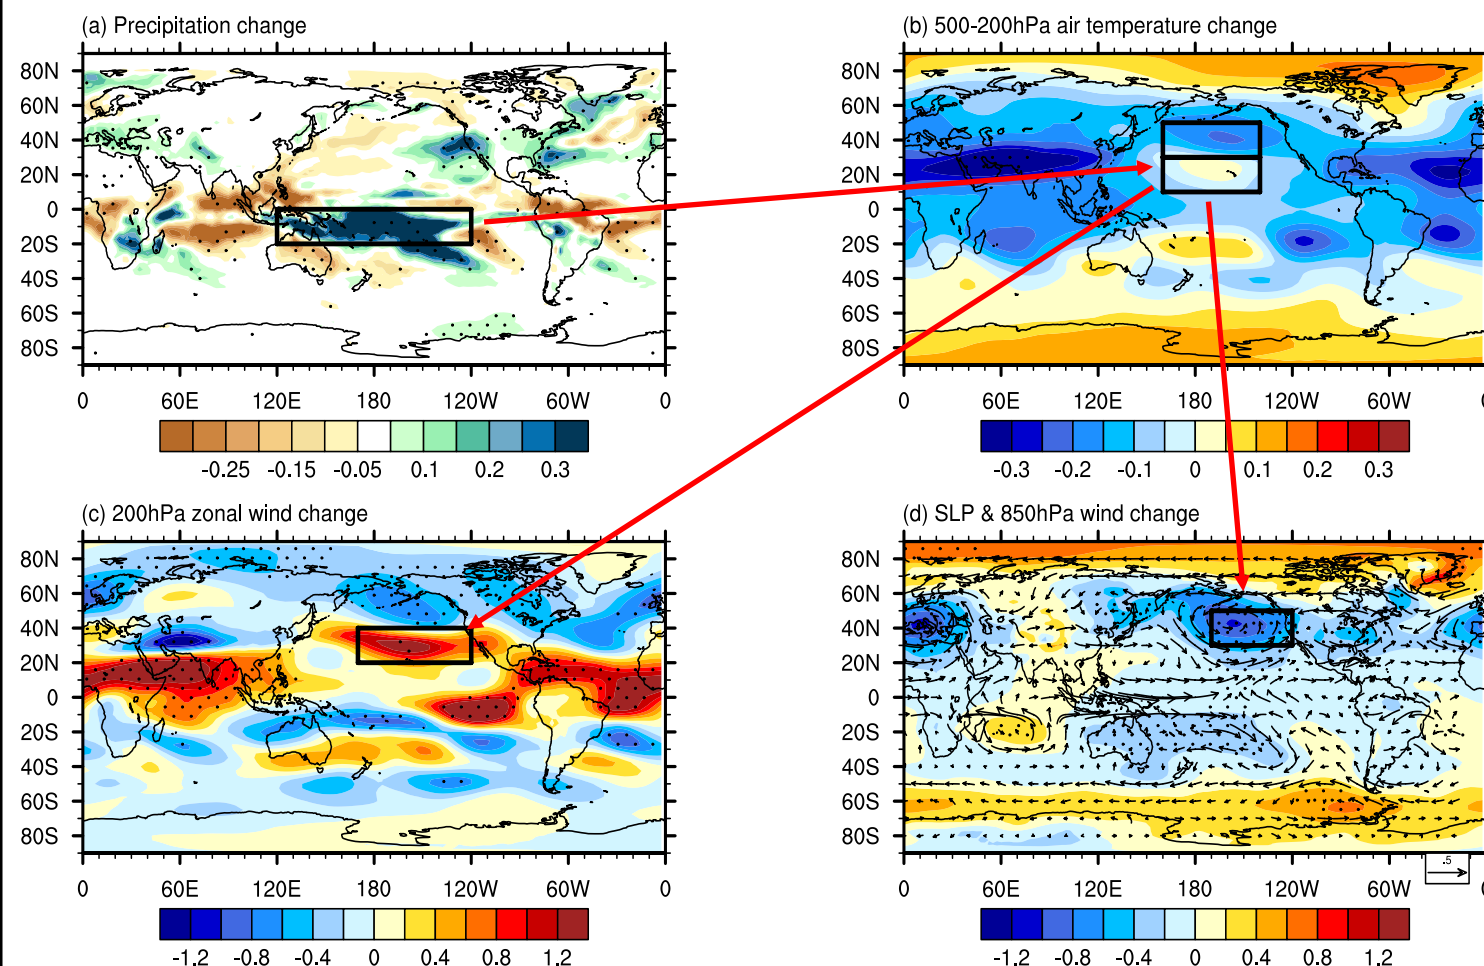 (a) Precipitation change
80N
60N
40N
20N
0
20S
40S
60S
80S
0 60E 120E 180 120W 60W 0
-0.25 -0.15 -0.05 0.1 0.2 0.3
(b) 500-200hPa air temperature change
80N
60N
40N
20N
0
20S
40S
60S
80S
0 60E 120E 180 120W 60W
-0.3 -0.2 -0.1 0 0.1 0.2 0.3
(c) 200hPa zonal wind change
80N
60N
40N
20N
0
20S
40S
60S
80S
0 60E 120E 180 120W 60W 0
-1.2 -0.8 -0.4 0 0.4 0.8 1.2
(d) SLP & 850hPa wind change
80N
60N
40N
20N
0
20S
40S
60S
80S
.5
0 60E 120E 180 120W 60W
-1.2 -0.8 -0.4 0 0.4 0.8 1.2